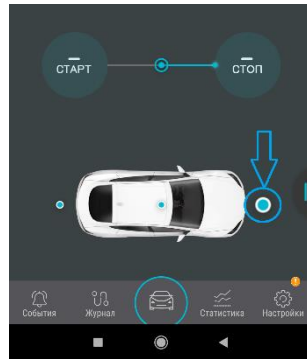 СТАРТ
СТОП
События
Журнал
Статистика
Настройки